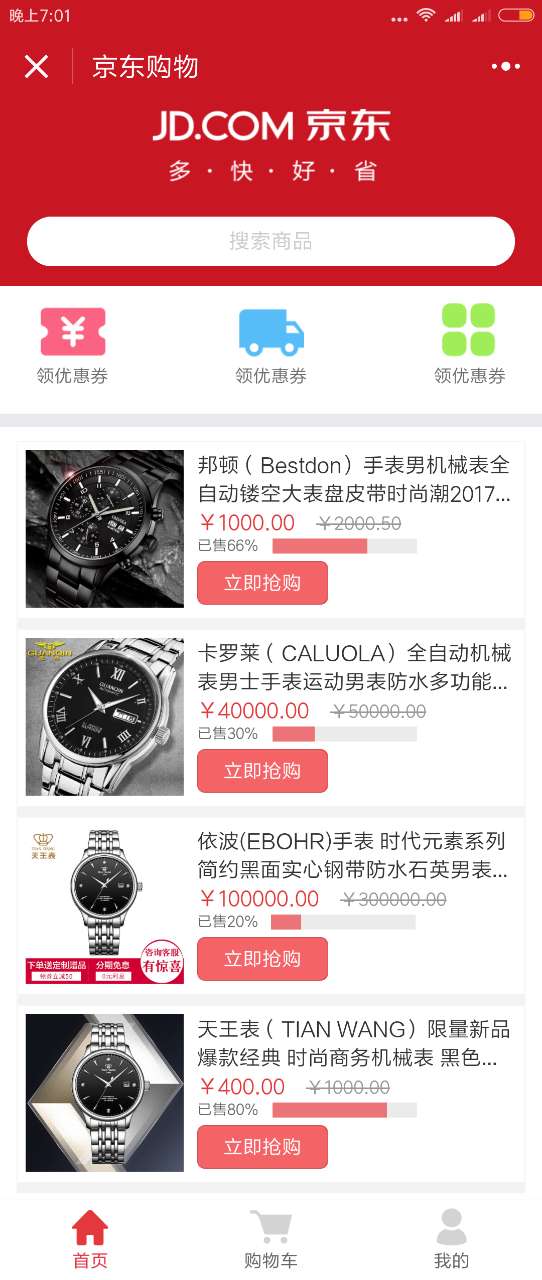 晚上7:01
京东购物
JD.COM 京东
多·快·好·省
搜索商品
领优惠券
领优惠券
领优惠券
邦顿（Bestdon）手表男机械表全
自动镂空大表盘皮带时尚潮2017...
￥1000.00 ￥2000.50
已售66%
立即抢购
GUANQIN
GUANQIN
卡罗莱（CALUOLA）全自动机械
表男士手表运动男表防水多功能...
￥40000.00 ￥50000.00
已售30%
立即抢购
天王表
咨询客服
有惊喜
下单送定制赠品
分期免息
依波(EBOHR)手表 时代元素系列
简约黑面实心钢带防水石英男表...
￥100000.00 ￥300000.00
已售20%
立即抢购
天王表（TIAN WANG）限量新品
爆款经典 时尚商务机械表 黑色...
￥400.00 ￥1000.00
已售80%
立即抢购
首页
购物车
我的